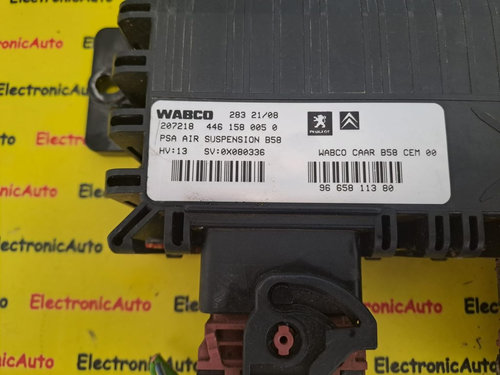 WABCO 283 21/08
207218 446 158 005 0
PSA AIR SUSPENSION B58
HV:13 SV:0X080336
PEUGEOT
WABCO CAAR B58 CEM 00
96 658 113 80
ElectronicAuto
ElectronicAuto
ElectronicAuto
ElectronicAuto
ElectronicAuto
ElectronicAuto
ElectronicAuto
ElectronicAuto